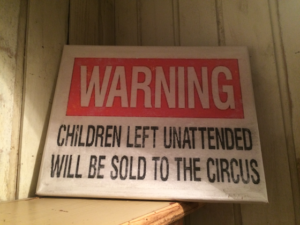 WARNING
CHILDREN LEFT UNATTENDED
WILL BE SOLD TO THE CIRCUS